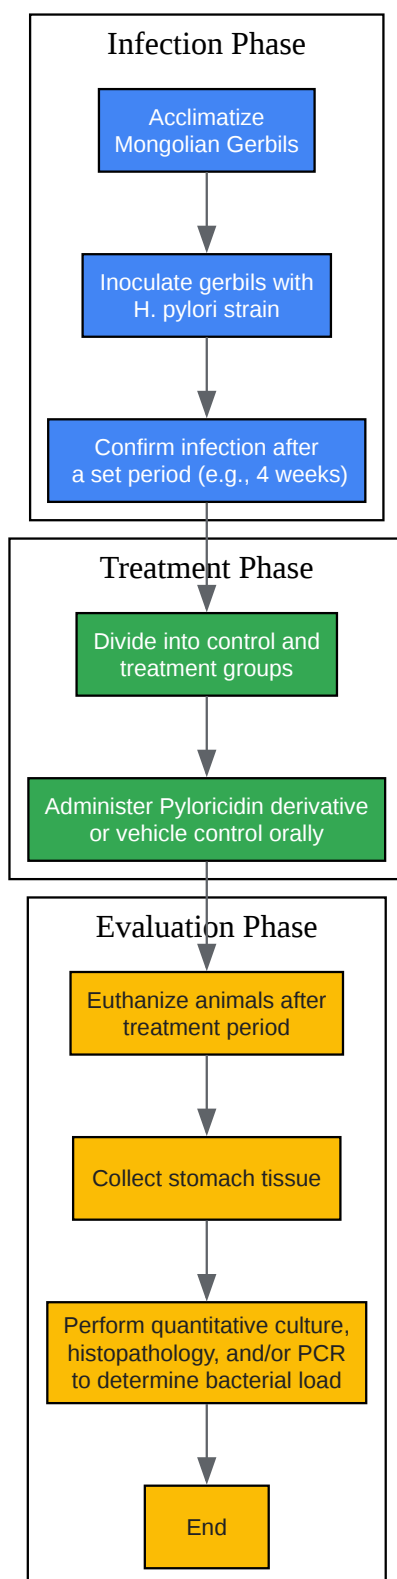 Infection Phase
Acclimatize
Mongolian Gerbils
Inoculate gerbils with
H. pylori strain
Confirm infection after
a set period (e.g., 4 weeks)
Treatment Phase
Divide into control and
treatment groups
Administer Pyloricidin derivative
or vehicle control orally
Evaluation Phase
Euthanize animals after
treatment period
Collect stomach tissue
Perform quantitative culture,
histopathology, and/or PCR
to determine bacterial load
End